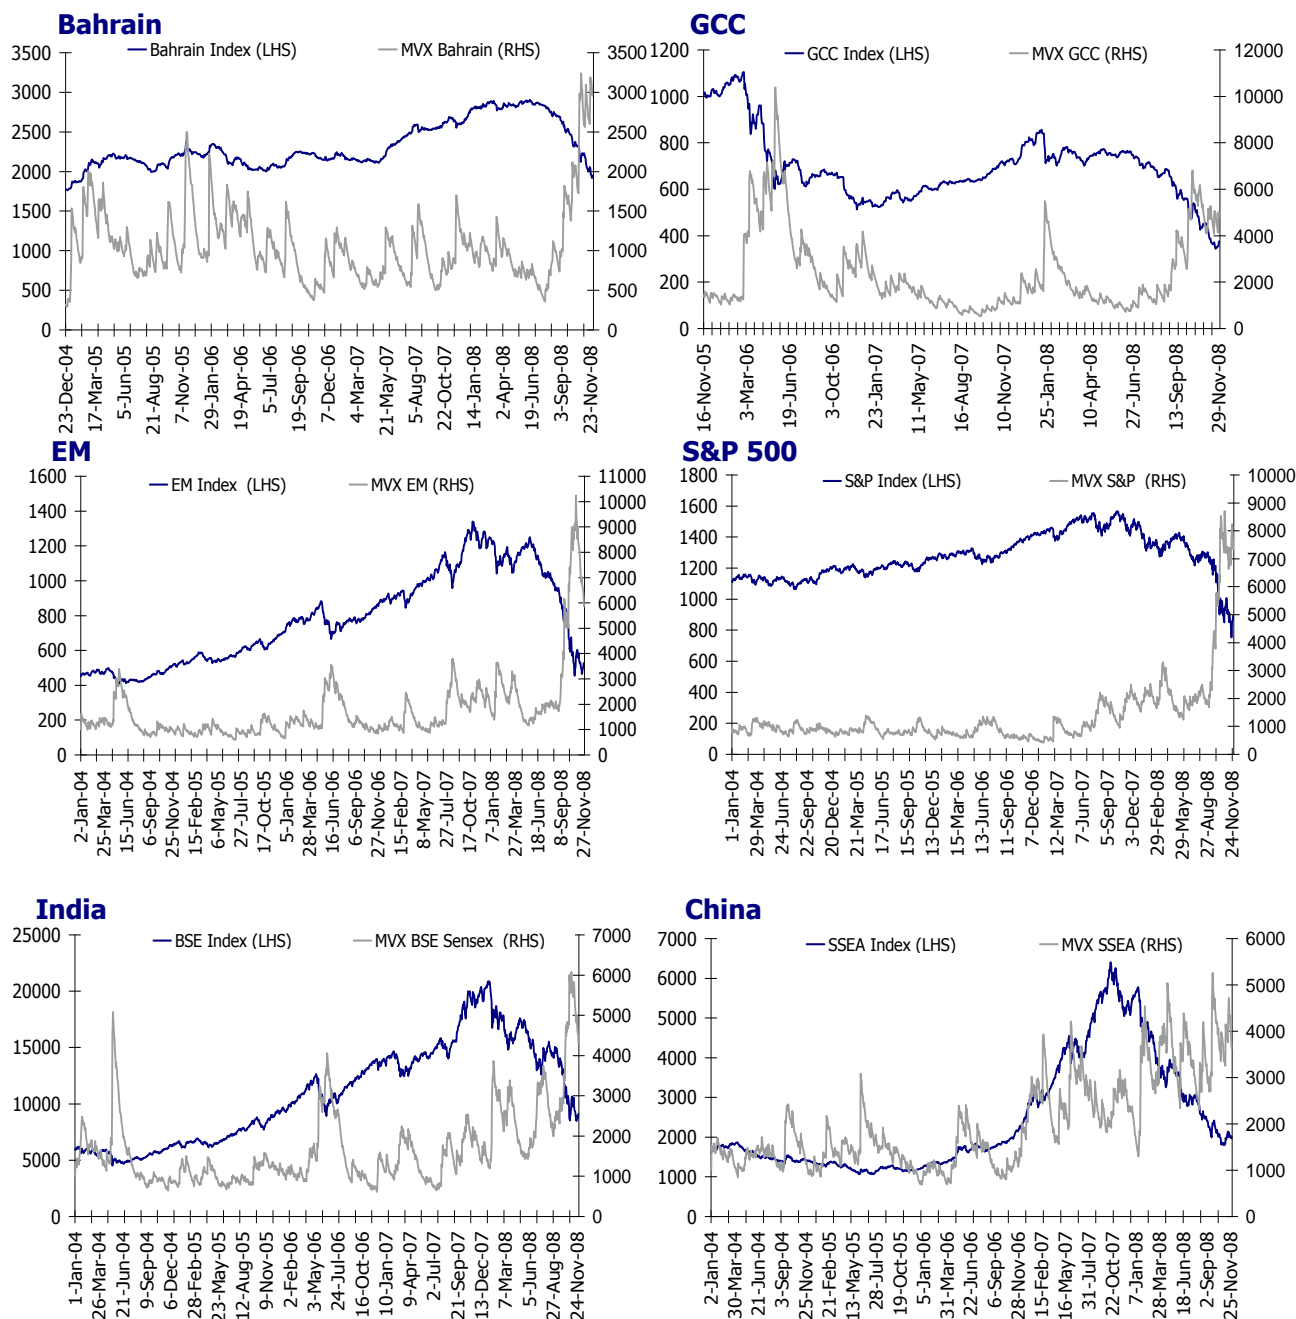 Bahrain
Bahrain Index (LHS) MVX Bahrain (RHS)
3500 3000 2500 2000 1500 1000 500 0
3500 3000 2500 2000 1500 1000 500 0
23-Dec-04 17-Mar-05 5-Jun-05 21-Aug-05 7-Nov-05 29-Jan-06 19-Apr-06 5-Jul-06 19-Sep-06 7-Dec-06 4-Mar-07 21-May-07 5-Aug-07 22-Oct-07 14-Jan-08 2-Apr-08 19-Jun-08 3-Sep-08 23-Nov-08
GCC
GCC Index (LHS) MVX GCC (RHS)
1200 1000 800 600 400 200 0
12000 10000 8000 6000 4000 2000 0
16-Nov-05 3-Mar-06 19-Jun-06 3-Oct-06 23-Jan-07 11-May-07 16-Aug-07 10-Nov-07 25-Jan-08 10-Apr-08 27-Jun-08 13-Sep-08 29-Nov-08
EM
EM Index (LHS) MVX EM (RHS)
1600 1400 1200 1000 800 600 400 200 0
11000 10000 9000 8000 7000 6000 5000 4000 3000 2000 1000 0
2-Jan-04 25-Mar-04 15-Jun-04 6-Sep-04 25-Nov-04 15-Feb-05 6-May-05 27-Jul-05 17-Oct-05 5-Jan-06 28-Mar-06 16-Jun-06 6-Sep-06 27-Nov-06 15-Feb-07 8-May-07 27-Jul-07 17-Oct-07 7-Jan-08 27-Mar-08 18-Jun-08 8-Sep-08 27-Nov-08
S&P 500
S&P Index (LHS) MVX S&P (RHS)
1800 1600 1400 1200 1000 800 600 400 200 0
10000 9000 8000 7000 6000 5000 4000 3000 2000 1000 0
1-Jan-04 29-Mar-04 24-Jun-04 22-Sep-04 20-Dec-04 21-Mar-05 17-Jun-05 15-Sep-05 13-Dec-05 15-Mar-06 13-Jun-06 11-Sep-06 7-Dec-06 12-Mar-07 7-Jun-07 5-Sep-07 3-Dec-07 29-Feb-08 29-May-08 27-Aug-08 24-Nov-08
India
BSE Index (LHS) MVX BSE Sensex (RHS)
25000 20000 15000 10000 5000 0
7000 6000 5000 4000 3000 2000 1000 0
1-Jan-04 26-Mar-04 21-Jun-04 9-Sep-04 6-Dec-04 28-Feb-05 23-May-05 12-Aug-05 9-Nov-05 2-Feb-06 3-May-06 24-Jul-06 16-Oct-06 10-Jan-07 9-Apr-07 2-Jul-07 21-Sep-07 13-Dec-07 7-Mar-08 5-Jun-08 27-Aug-08 24-Nov-08
China
SSEA Index (LHS) MVX SSEA (RHS)
7000 6000 5000 4000 3000 2000 1000 0
6000 5000 4000 3000 2000 1000 0
2-Jan-04 30-Mar-04 18-Jun-04 3-Sep-04 25-Nov-04 17-Feb-05 13-May-05 1-Aug-05 19-Oct-05 5-Jan-06 31-Mar-06 22-Jun-06 8-Sep-06 28-Nov-06 15-Feb-07 16-May-07 1-Aug-07 22-Oct-07 7-Jan-08 28-Mar-08 18-Jun-08 2-Sep-08 25-Nov-08